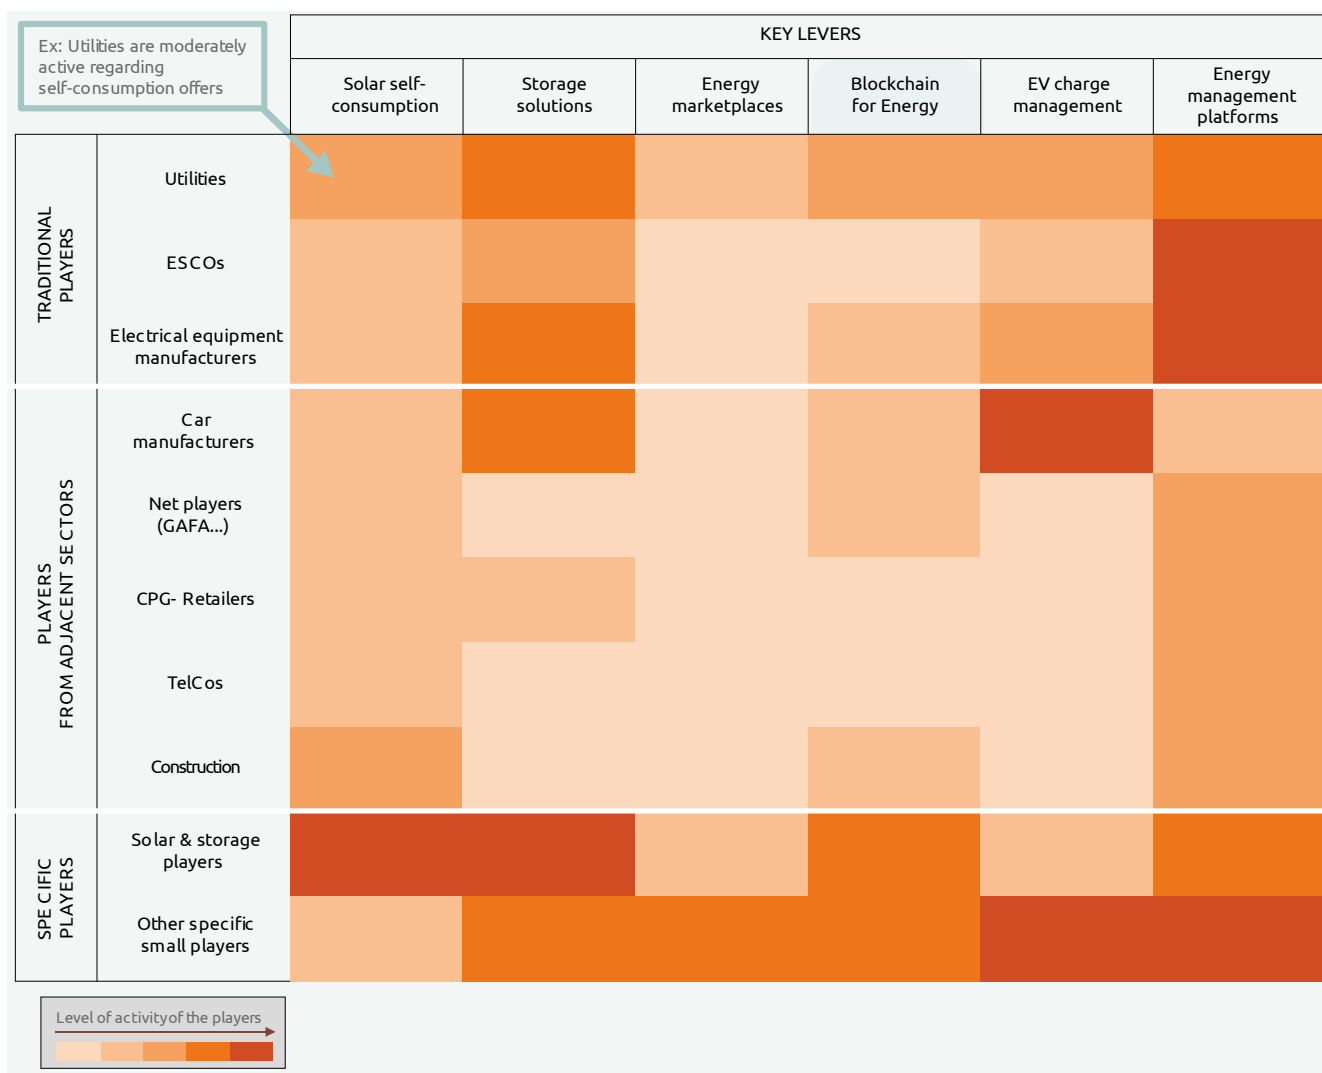 Ex: Utilities are moderately
active regarding
self-consumption offers
KEY LEVERS
Solar self-
consumption
Storage
solutions
Energy
marketplaces
Blockchain
for Energy
EV charge
management
Energy
management
platforms
TRADITIONAL
PLAYERS
Utilities
ESCOs
Electrical equipment
manufacturers
PLAYERS
FROM ADJACENT SECTORS
Car
manufacturers
Net players
(GAFA...)
CPG- Retailers
TelCos
Construction
SPECIFIC
PLAYERS
Solar & storage
players
Other specific
small players
Level of activity of the players